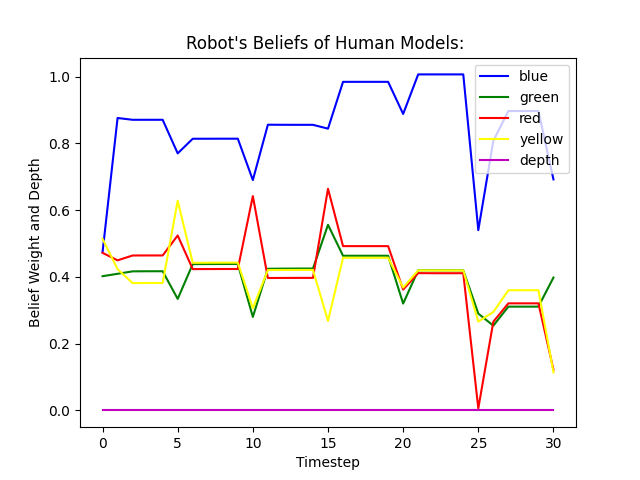 Robot's Beliefs of Human Models:
1.0
0.8
0.6
0.4
0.2
0.0
Belief Weight and Depth
blue
green
red
yellow
depth
0 5 10 15 20 25 30
Timestep